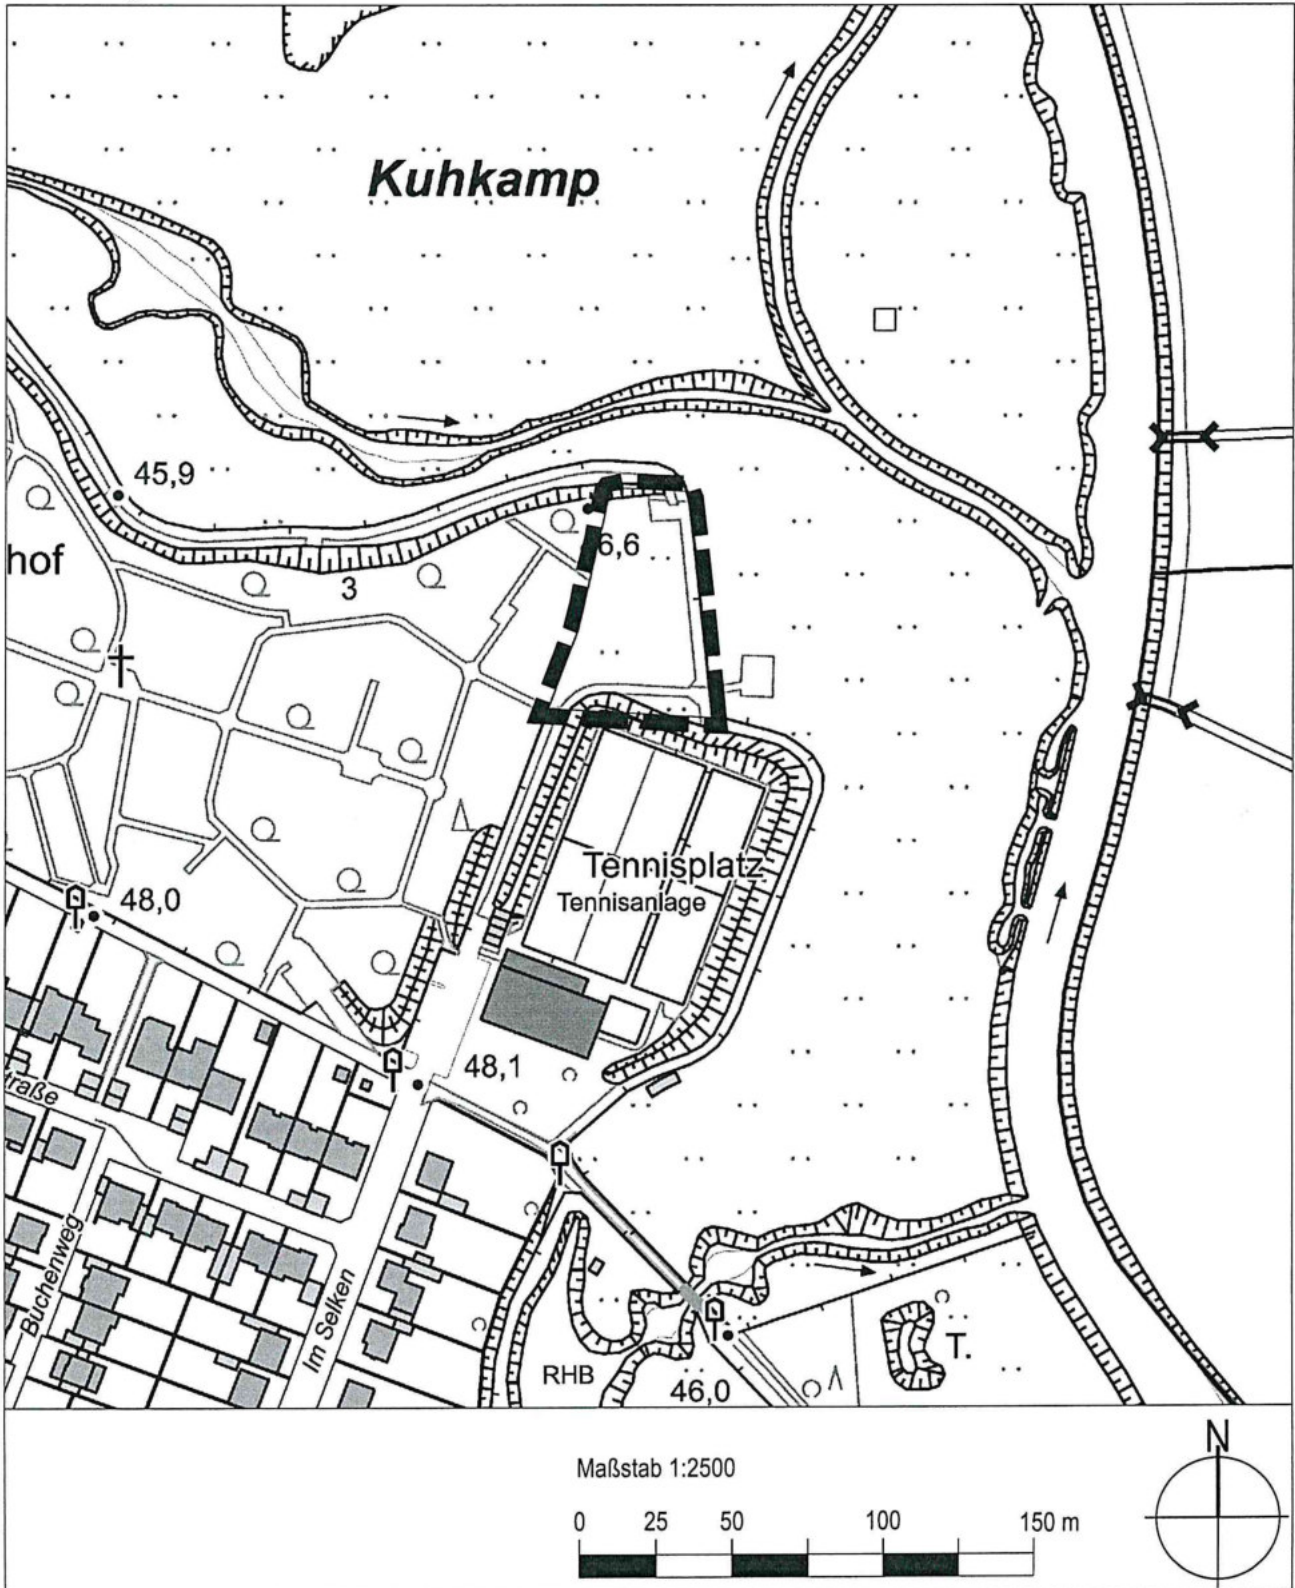 Kuhkamp
45,9
6,6
hof
3
Tennisplatz
Tennisanlage
48,0
48,1
traße
Buchenweg
Im Selken
RHB
46,0
T.
Maßstab 1:2500
N
0 25 50 100 150 m